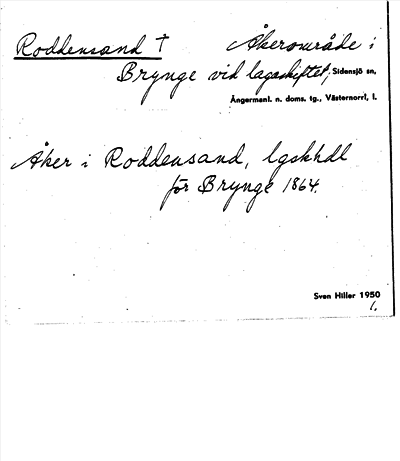 Roddensand † Åkerområde i
Brynge vid lagaskiftet, Sidensjö sn,
Ångermanl. n. doms. tg., Västernorrl, l.
Åker i Roddensand, lgskhdl
för Brynge 1864.
Sven Hiller 1950
1.